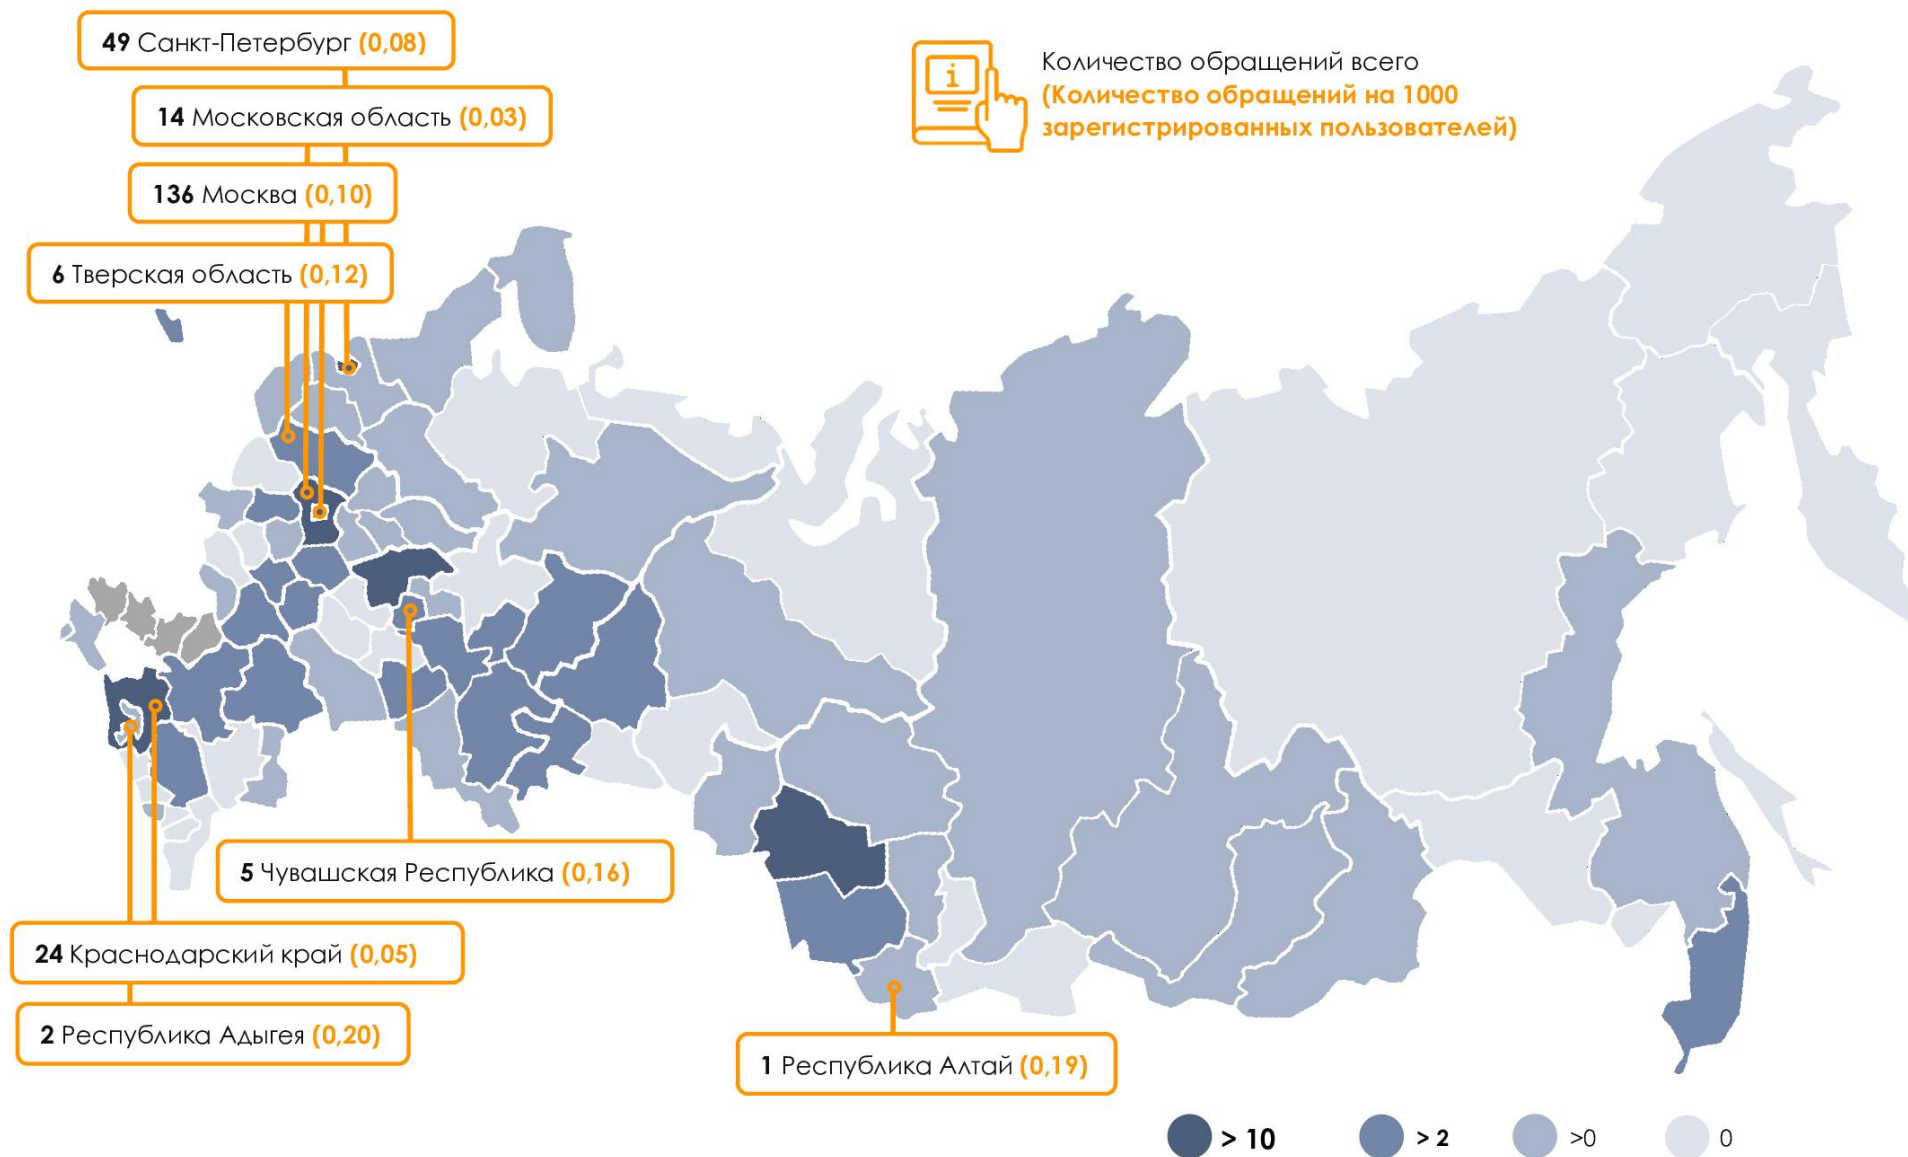 49 Санкт-Петербург (0,08)
14 Московская область (0,03)
136 Москва (0,10)
6 Тверская область (0,12)
i
Количество обращений всего
(Количество обращений на 1000
зарегистрированных пользователей)
5 Чувашская Республика (0,16)
24 Краснодарский край (0,05)
2 Республика Адыгея (0,20)
1 Республика Алтай (0,19)
> 10
> 2
>0
0